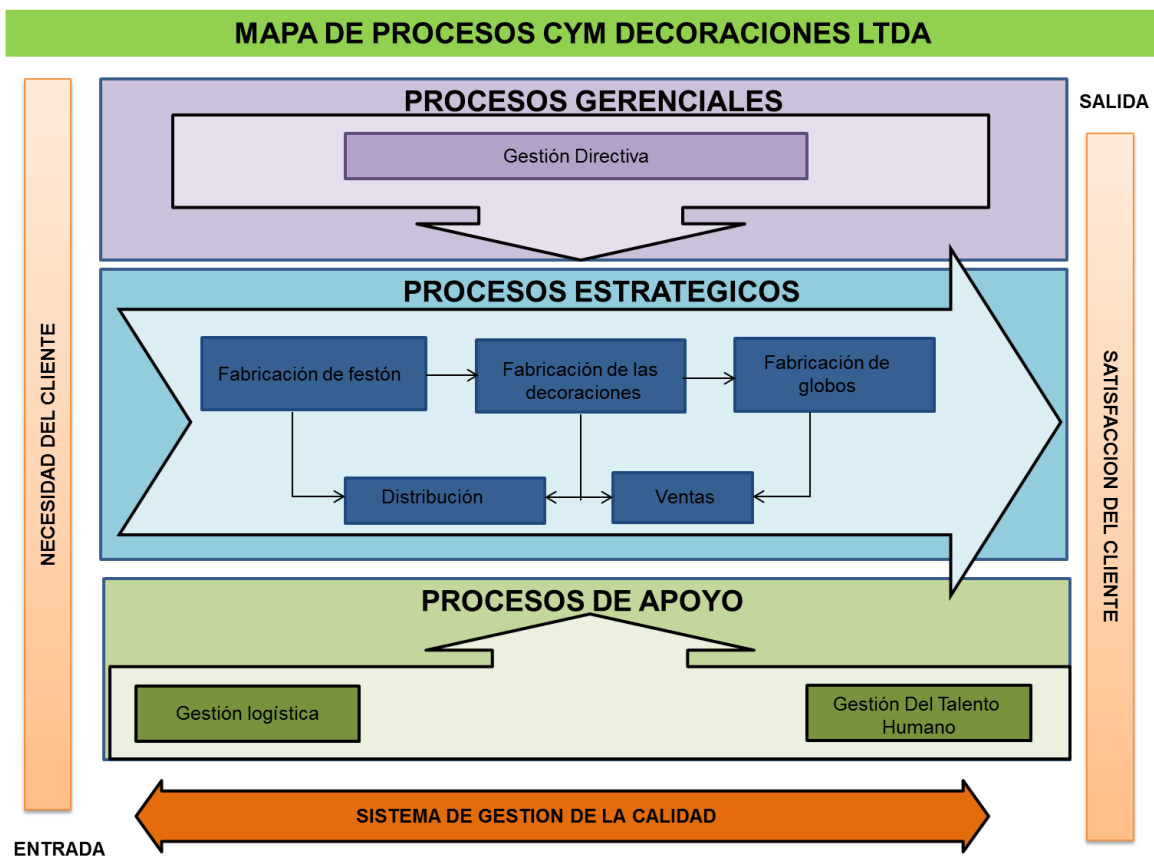 MAPA DE PROCESOS CYM DECORACIONES LTDA
PROCESOS GERENCIALES
SALIDA
Gestión Directiva
NECESIDAD DEL CLIENTE
PROCESOS ESTRATEGICOS
Fabricación de festón
Fabricación de las
decoraciones
Fabricación de
globos
Distribución
Ventas
SATISFACCION DEL CLIENTE
PROCESOS DE APOYO
Gestión logística
Gestión Del Talento
Humano
SISTEMA DE GESTION DE LA CALIDAD
ENTRADA